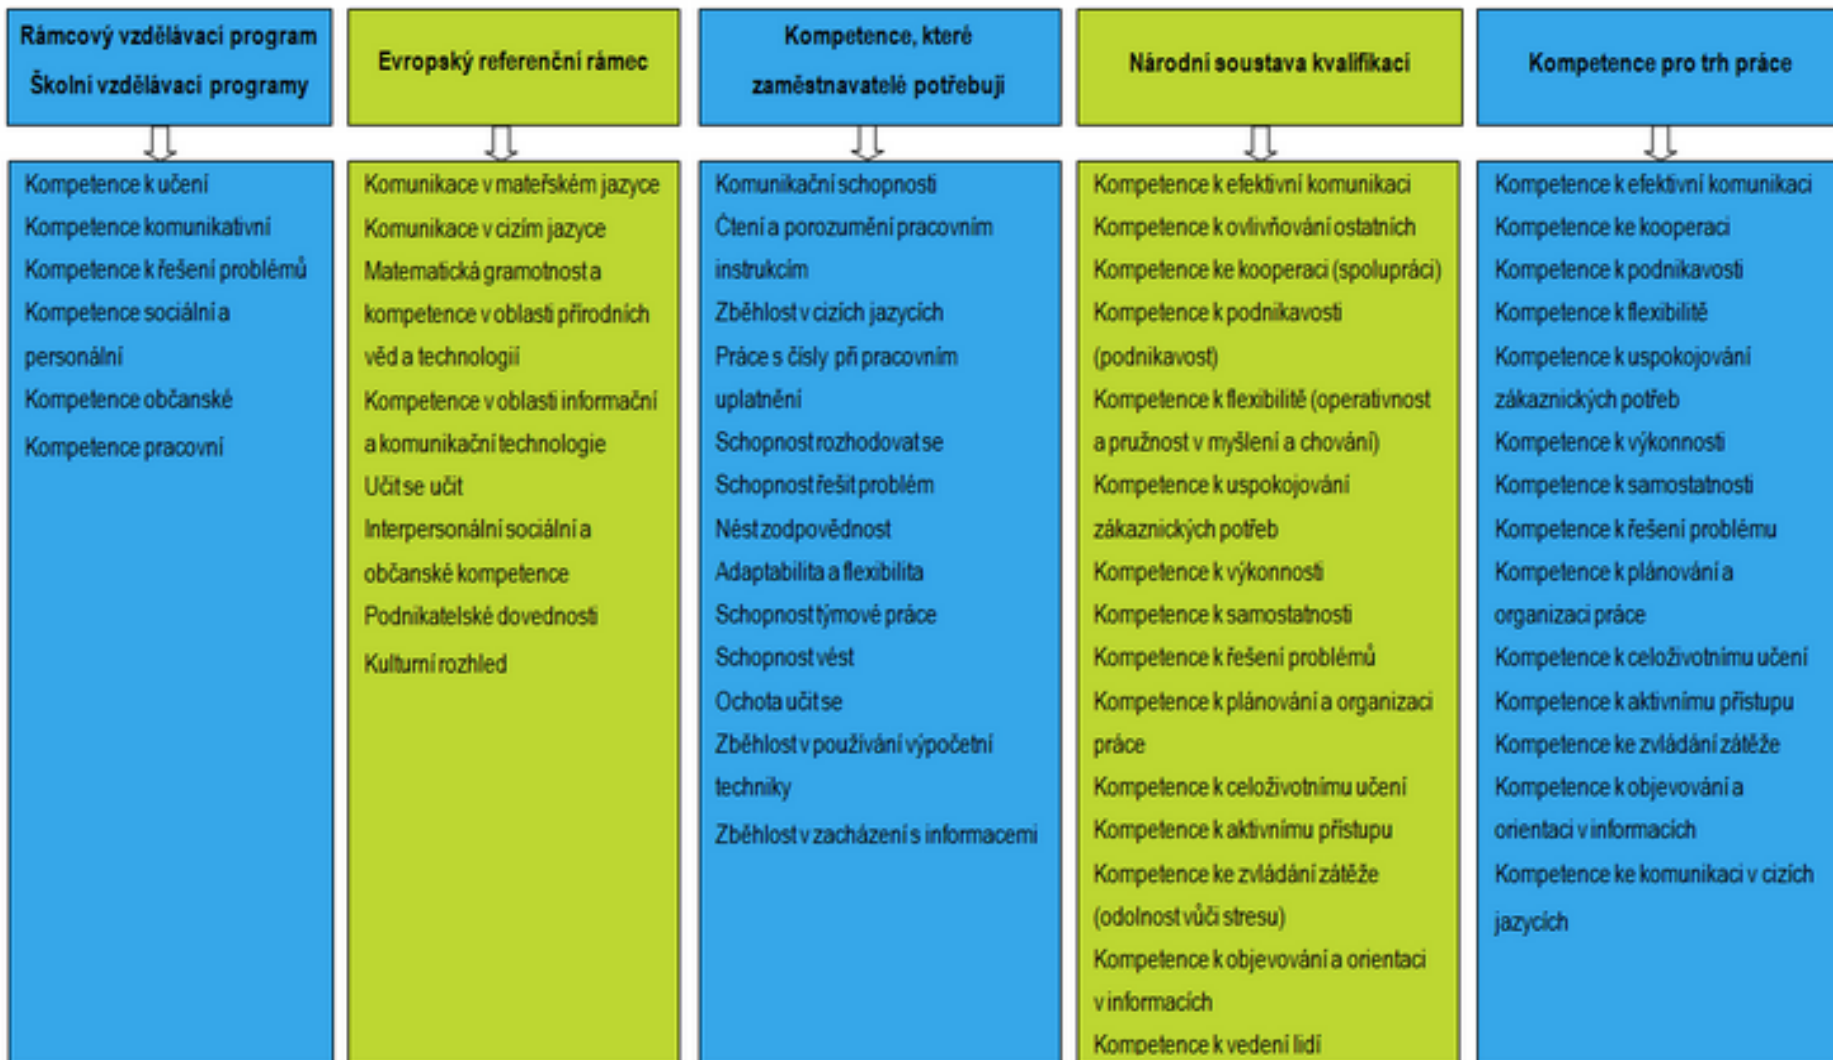 Rámcový vzdělávací program
Školní vzdělávací programy
Kompetence k učení
Kompetence komunikativní
Kompetence k řešení problémů
Kompetence sociální a
personální
Kompetence občanské
Kompetence pracovní
Evropský referenční rámec
Komunikace v mateřském jazyce
Komunikace v cizím jazyce
Matematická gramotnost a
kompetence v oblasti přírodních
věd a technologií
Kompetence v oblasti informační
a komunikační technologie
Učit se učit
Interpersonální sociální a
občanské kompetence
Podnikatelské dovednosti
Kulturní rozhled
Kompetence, které
zaměstnavatelé potřebují
Komunikační schopnosti
Čtení a porozumění pracovním
instrukcím
Zběhlost v cizích jazycích
Práce s čísly při pracovním
uplatnění
Schopnost rozhodovat se
Schopnost řešit problém
Nést zodpovědnost
Adaptabilita a flexibilita
Schopnost týmové práce
Schopnost vést
Ochota učit se
Zběhlost v používání výpočetní
techniky
Zběhlost v zacházení s informacemi
Národní soustava kvalifikací
Kompetence k efektivní komunikaci
Kompetence k ovlivňování ostatních
Kompetence ke kooperaci (spolupráci)
Kompetence k podnikavosti
(podnikavost)
Kompetence k flexibilitě (operativnost
a pružnost v myšlení a chování)
Kompetence k uspokojování
zákaznických potřeb
Kompetence k výkonnosti
Kompetence k samostatnosti
Kompetence k řešení problémů
Kompetence k plánování a organizaci
práce
Kompetence k celoživotnímu učení
Kompetence k aktivnímu přístupu
Kompetence ke zvládání zátěže
(odolnost vůči stresu)
Kompetence k objevování a orientaci
v informacích
Kompetence k vedení lidí
Kompetence pro trh práce
Kompetence k efektivní komunikaci
Kompetence ke kooperaci
Kompetence k podnikavosti
Kompetence k flexibilitě
Kompetence k uspokojování
zákaznických potřeb
Kompetence k výkonnosti
Kompetence k samostatnosti
Kompetence k řešení problému
Kompetence k plánování a
organizaci práce
Kompetence k celoživotnímu učení
Kompetence k aktivnímu přístupu
Kompetence ke zvládání zátěže
Kompetence k objevování a
orientaci v informacích
Kompetence ke komunikaci v cizích
jazycích